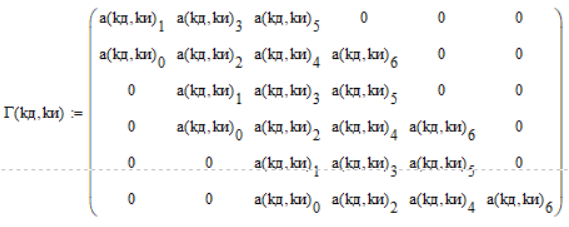 a(kд,kи)1 a(kд,kи)3 a(kд,kи)5 0 0 0
a(kд,kи)0 a(kд,kи)2 a(kд,kи)4 a(kд,kи)6 0 0
0 a(kд,kи)1 a(kд,kи)3 a(kд,kи)5 0 0
Γ(kд,kи) := 0 a(kд,kи)0 a(kд,kи)2 a(kд,kи)4 a(kд,kи)6 0
0 0 a(kд,kи)1 a(kд,kи)3 a(kд,kи)5 0
0 0 a(kд,kи)0 a(kд,kи)2 a(kд,kи)4 a(kд,kи)6